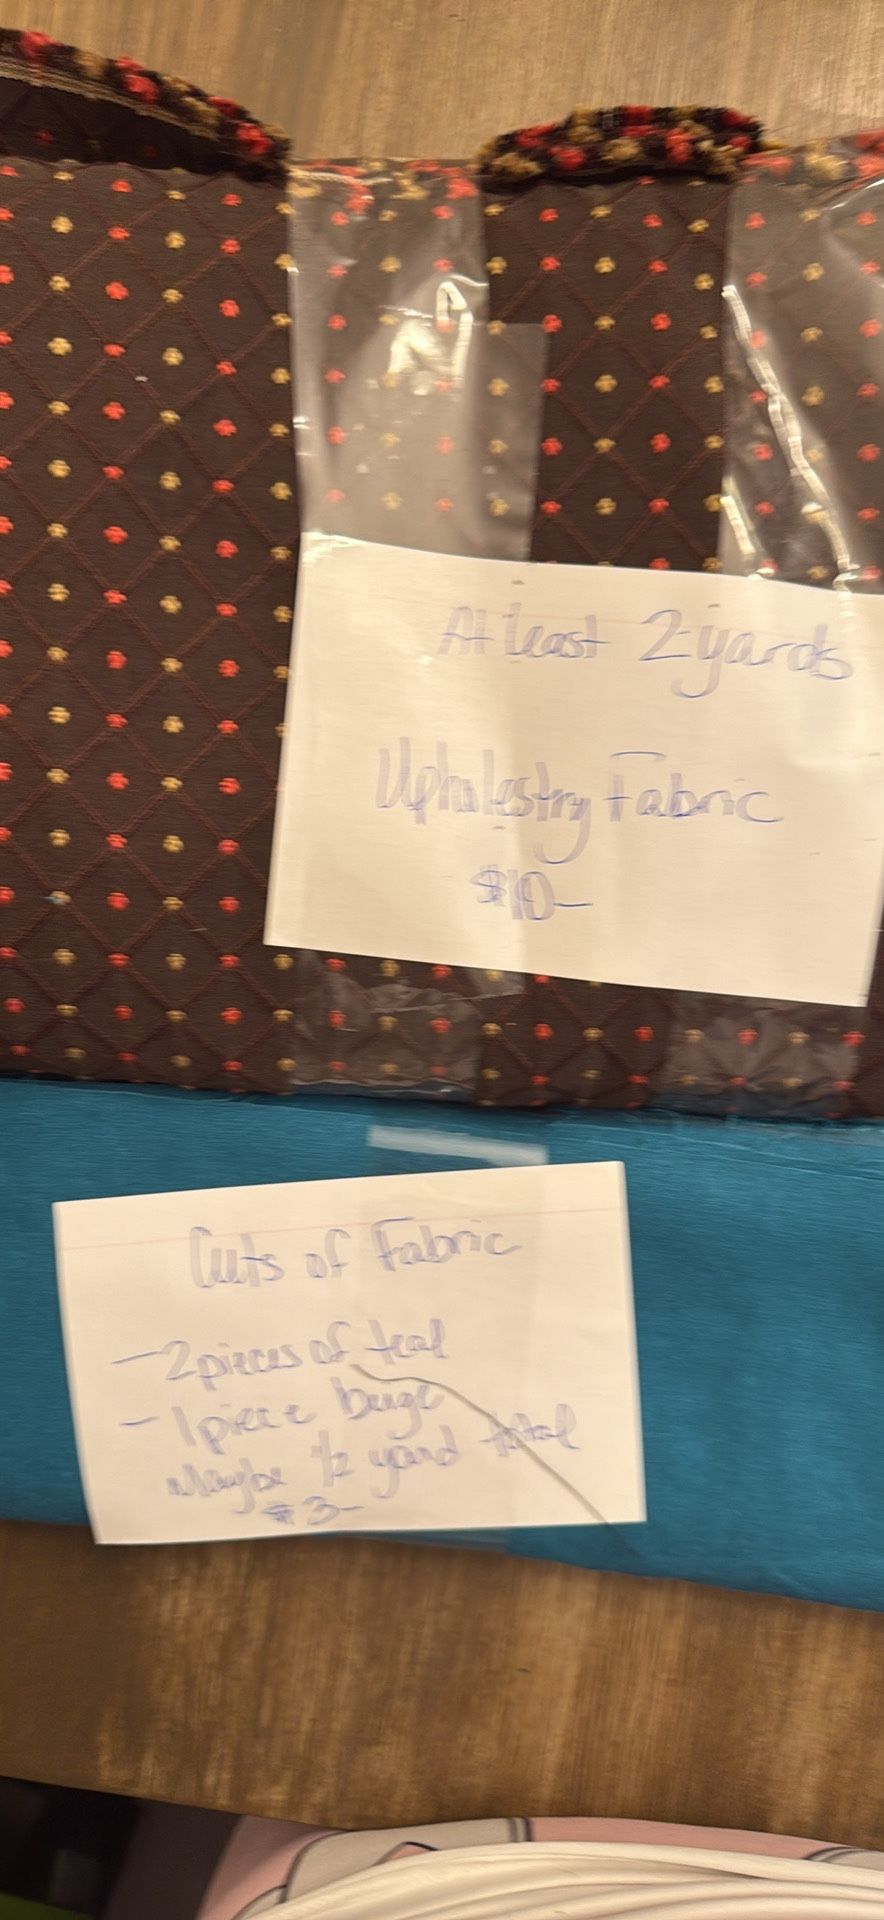 At least 2 yards
Upholestry Fabric
$10-
Cuts of Fabric
- 2 pieces of teal
- 1 piece beige
Maybe 1/2 yard total
$3-